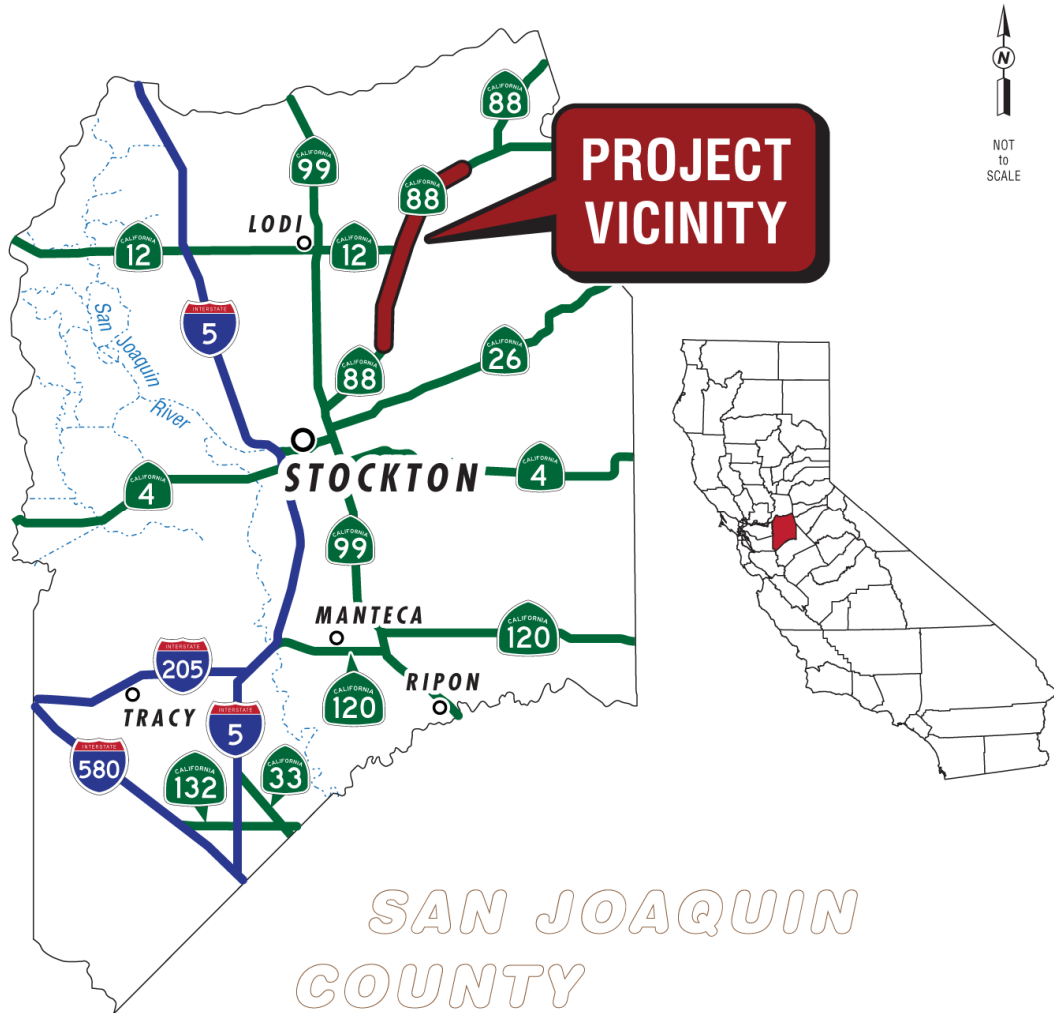 N
NOT
to
SCALE
CALIFORNIA
88
PROJECT
VICINITY
CALIFORNIA
99
CALIFORNIA
88
LODI
CALIFORNIA
12
CALIFORNIA
12
INTERSTATE
5
San Joaquin River
CALIFORNIA
88
CALIFORNIA
26
STOCKTON
CALIFORNIA
4
CALIFORNIA
4
CALIFORNIA
99
MANTECA
CALIFORNIA
120
INTERSTATE
205
CALIFORNIA
120
RIPON
TRACY
INTERSTATE
5
INTERSTATE
580
CALIFORNIA
132
CALIFORNIA
33
SAN JOAQUIN
COUNTY